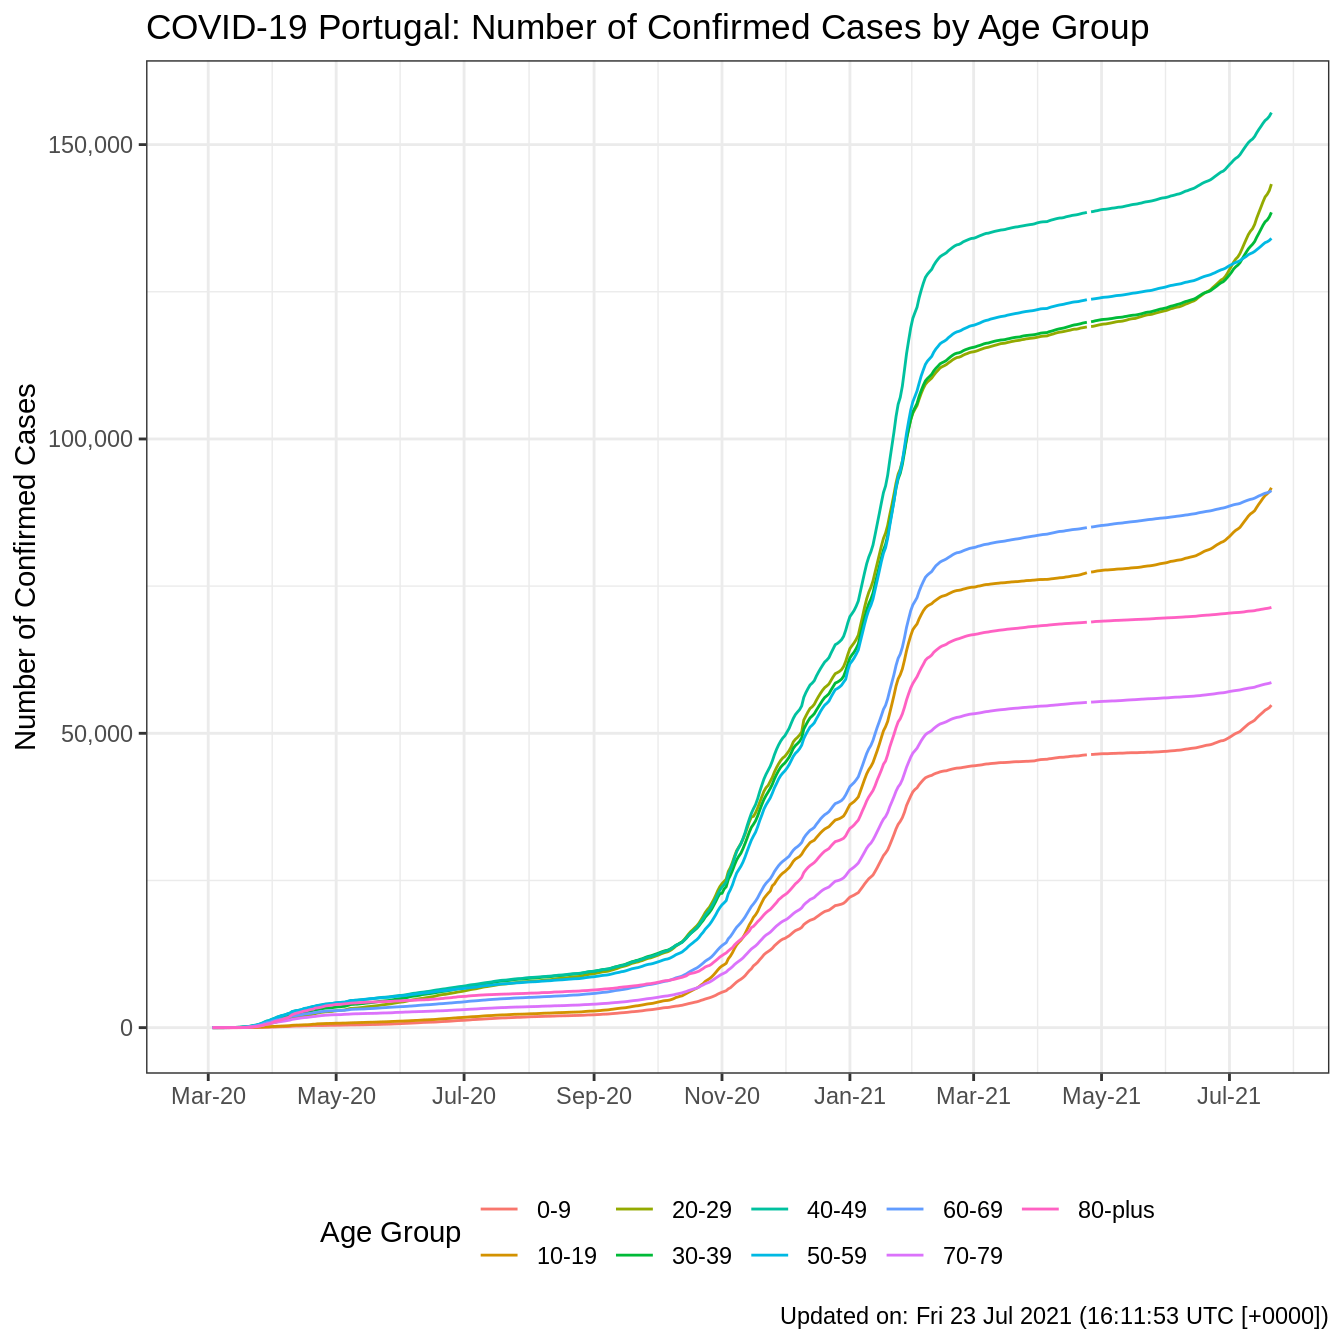 COVID-19 Portugal: Number of Confirmed Cases by Age Group
Number of Confirmed Cases
150,000
100,000
50,000
0
Mar-20 May-20 Jul-20 Sep-20 Nov-20 Jan-21 Mar-21 May-21 Jul-21
Age Group
0-9 20-29 40-49 60-69 80-plus
10-19 30-39 50-59 70-79
Updated on: Fri 23 Jul 2021 (16:11:53 UTC [+0000])